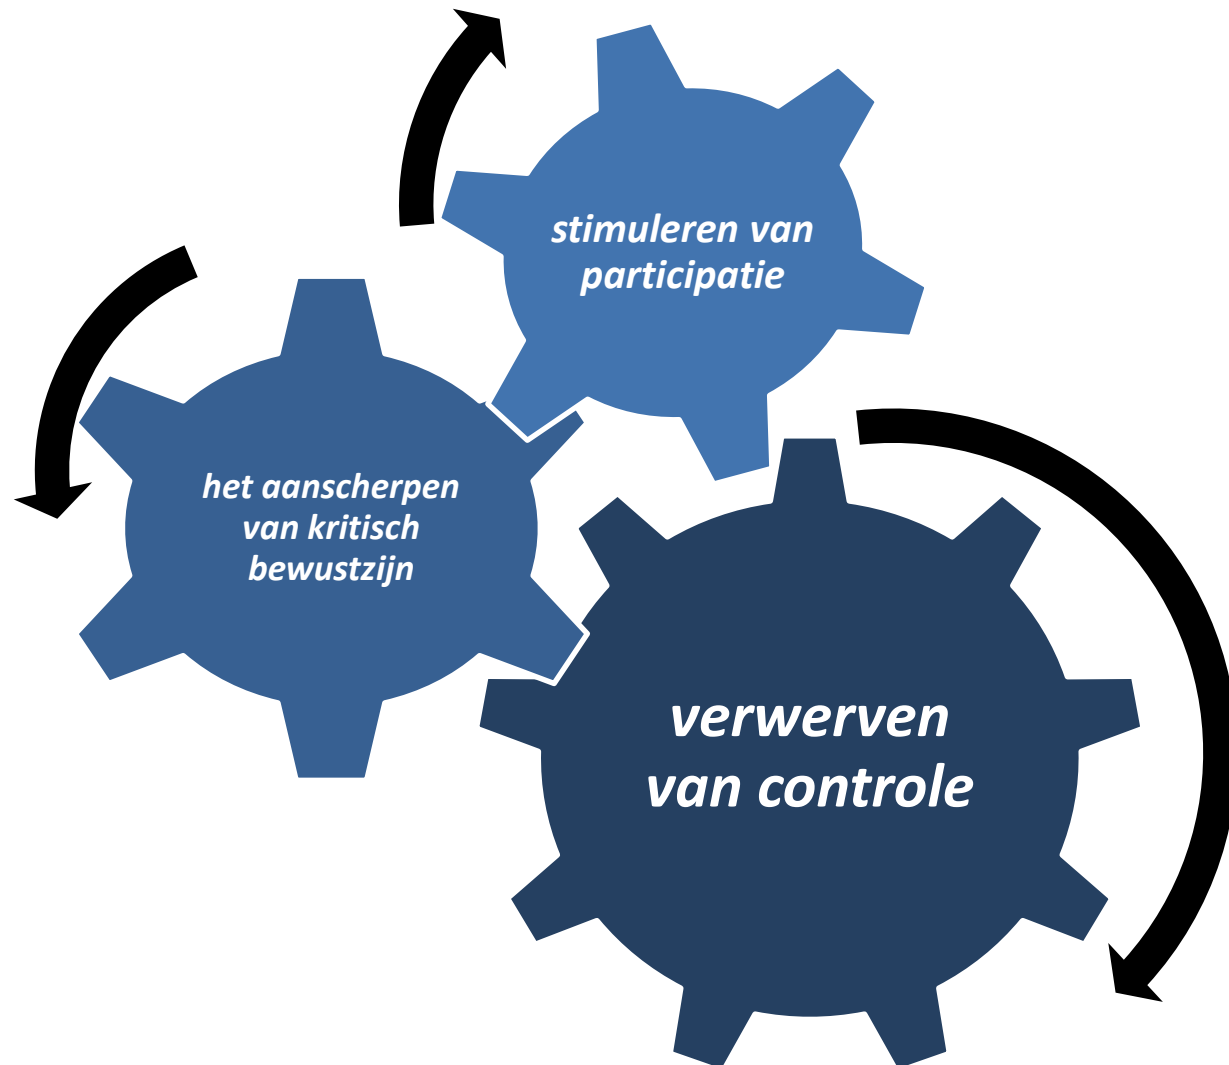 stimuleren van
participatie
het aanscherpen
van kritisch
bewustzijn
verwerven
van controle